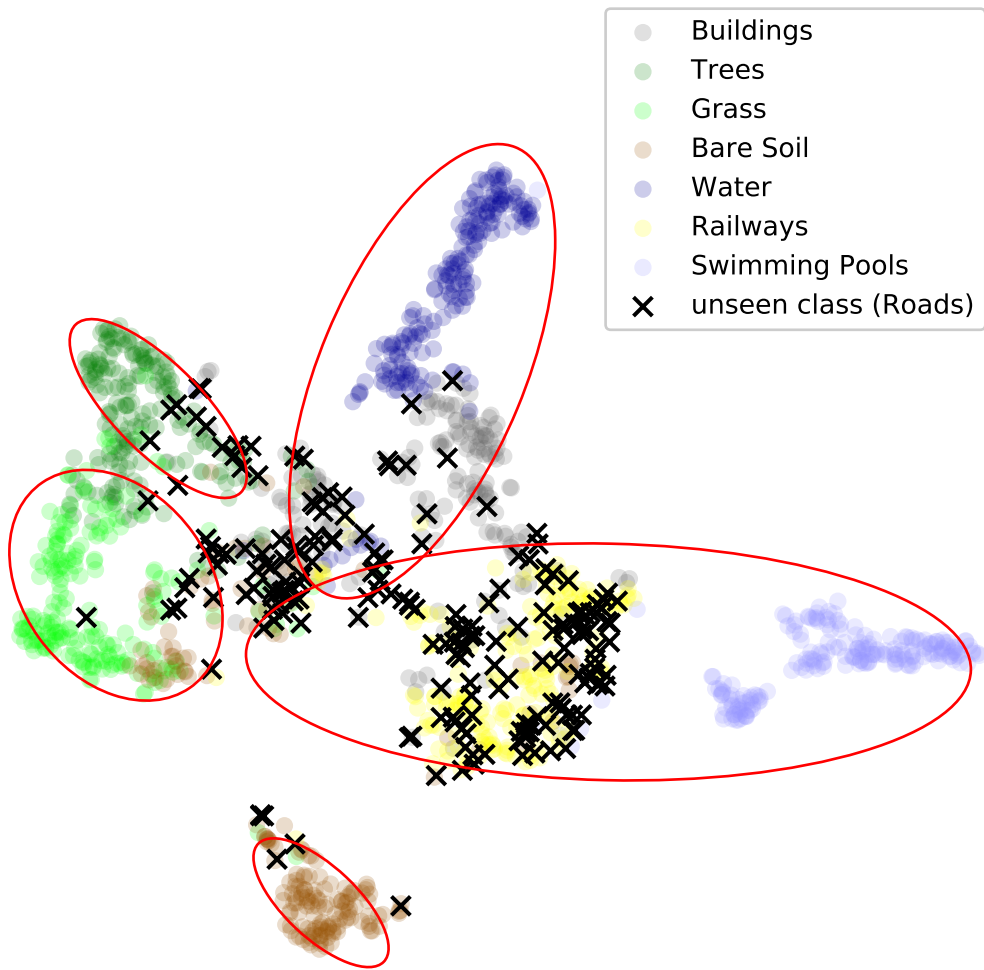 Buildings
Trees
Grass
Bare Soil
Water
Railways
Swimming Pools
unseen class (Roads)